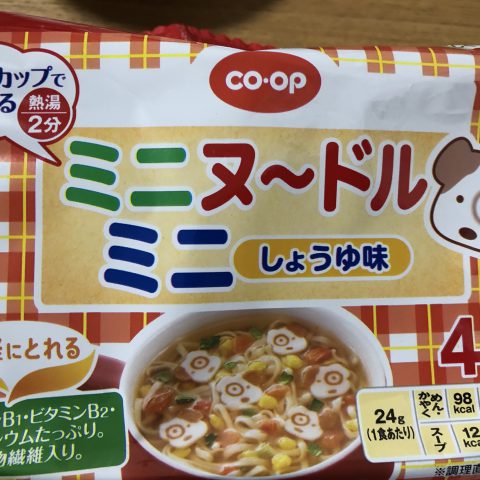 CO·OP
カップで
る
熱湯
2分
ミニヌ〜ドル
ミニ
しょうゆ味
にとれる
B1・ビタミンB2・
ウムたっぷり。
物繊維入り。
4
24g
(1食あたり)
めん・
かやく
98
kcal
スープ
12
kca
※調理直